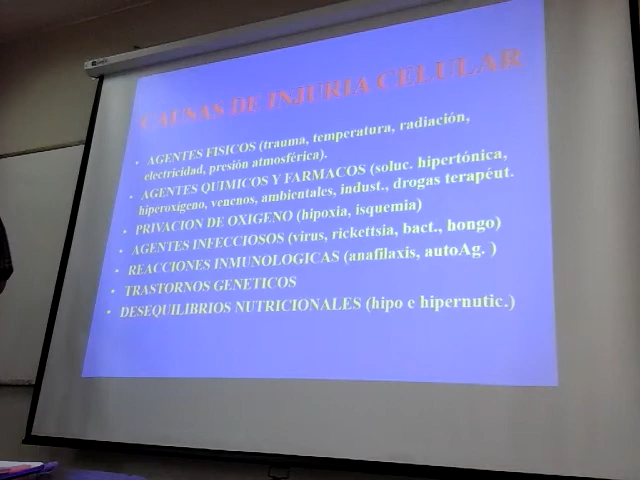 CAUSAS DE INJURIA CELULAR
• AGENTES FISICOS (trauma, temperatura, radiación,
electricidad, presión atmosférica).
• AGENTES QUIMICOS Y FARMACOS (soluc. hipertónica,
hiperoxígeno, venenos, ambientales, indust., drogas terapéut.
• PRIVACION DE OXIGENO (hipoxia, isquemia)
• AGENTES INFECCIOSOS (virus, rickettsia, bact., hongo)
• REACCIONES INMUNOLOGICAS (anafilaxis, autoAg. )
• TRASTORNOS GENETICOS
• DESEQUILIBRIOS NUTRICIONALES (hipo e hipernutic.)